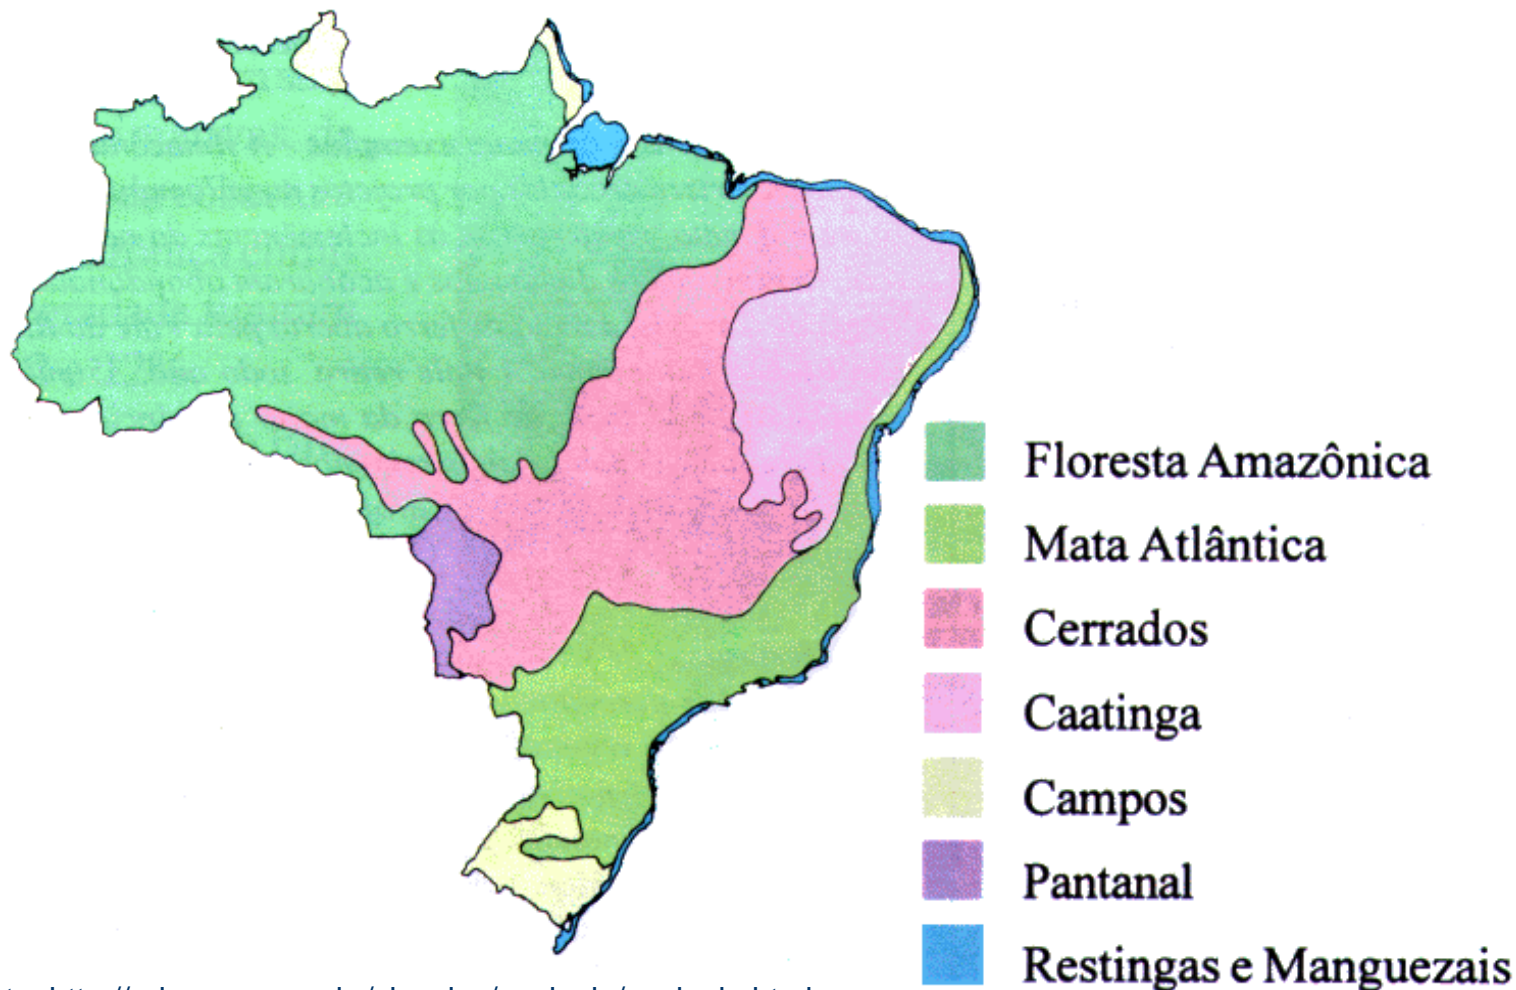 Floresta Amazônica
Mata Atlântica
Cerrados
Caatinga
Campos
Pantanal
Restingas e Manguezais